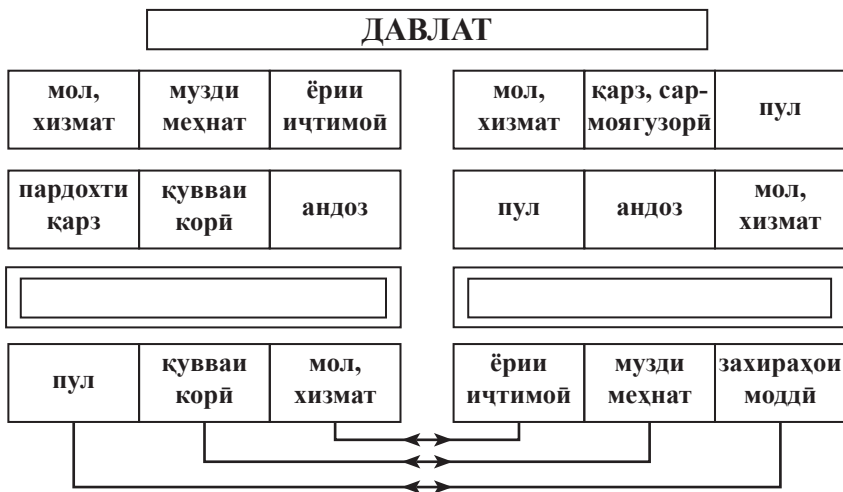 ДАВЛАТ
мол,
хизмат
музди
меҳнат
ёрии
иҷтимоӣ
мол,
хизмат
қарз, сар-
моягузорӣ
пул
пардохти
қарз
қувваи
корӣ
андоз
пул
андоз
мол,
хизмат
пул
қувваи
корӣ
мол,
хизмат
ёрии
иҷтимоӣ
музди
меҳнат
захираҳои
моддӣ